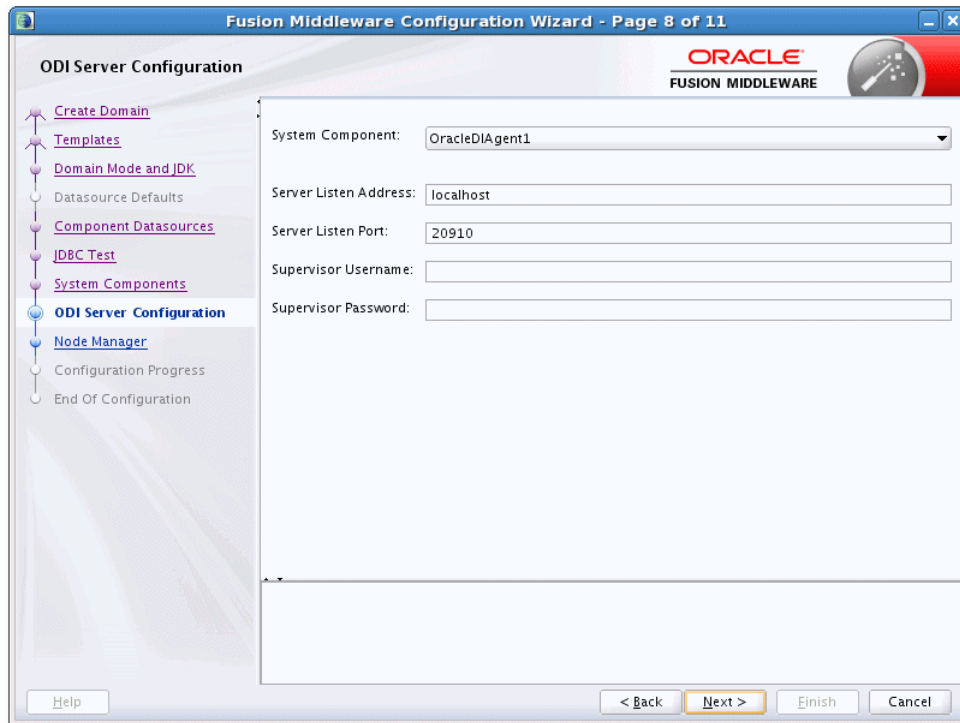 Fusion Middleware Configuration Wizard - Page 8 of 11
ODI Server Configuration
ORACLE
FUSION MIDDLEWARE
Create Domain
Templates
Domain Mode and JDK
Datasource Defaults
Component Datasources
JDBC Test
System Components
ODI Server Configuration
Node Manager
Configuration Progress
End Of Configuration
System Component: OracleDIAgent1
Server Listen Address: localhost
Server Listen Port: 20910
Supervisor Username:
Supervisor Password:
Help
< Back Next > Finish Cancel